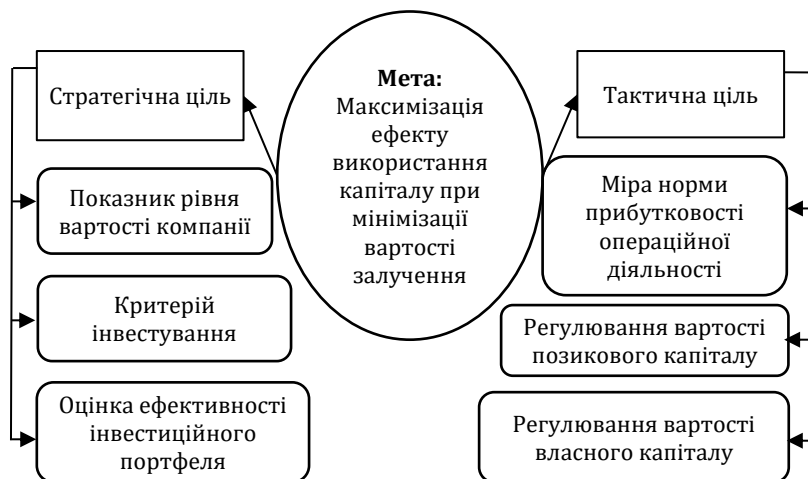 Мета:
Максимізація
ефекту
використання
капіталу при
мінімізації
вартості
залучення
Стратегічна ціль
Показник рівня
вартості компанії
Критерій
інвестування
Оцінка ефективності
інвестиційного
портфеля
Тактична ціль
Міра норми
прибутковості
операційної
діяльності
Регулювання вартості
позикового капіталу
Регулювання вартості
власного капіталу